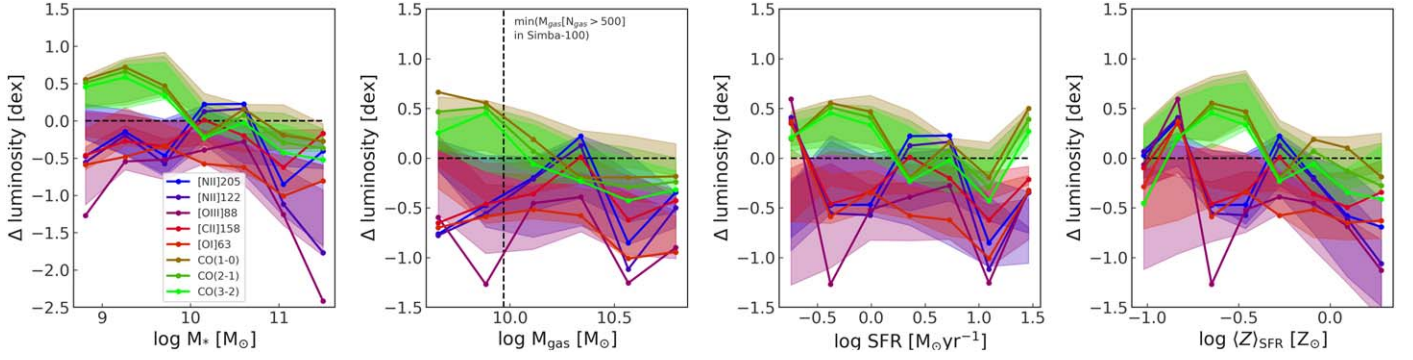 Δ luminosity [dex]
1.5
1.0
0.5
0.0
-0.5
-1.0
-1.5
-2.0
-2.5
[NII]205
[NII]122
[OIII]88
[CII]158
[OI]63
CO(1-0)
CO(2-1)
CO(3-2)
9 10 11
log M* [M⊙]
Δ luminosity [dex]
1.5
1.0
0.5
0.0
-0.5
-1.0
-1.5
min(Mgas[Ngas > 500]
in Simba-100)
10.0 10.5
log Mgas [M⊙]
Δ luminosity [dex]
1.5
1.0
0.5
0.0
-0.5
-1.0
-1.5
-0.5 0.0 0.5 1.0 1.5
log SFR [M⊙yr⁻¹]
Δ luminosity [dex]
1.5
1.0
0.5
0.0
-0.5
-1.0
-1.5
-1.0 -0.5 0.0
log ⟨Z⟩SFR [Z⊙]